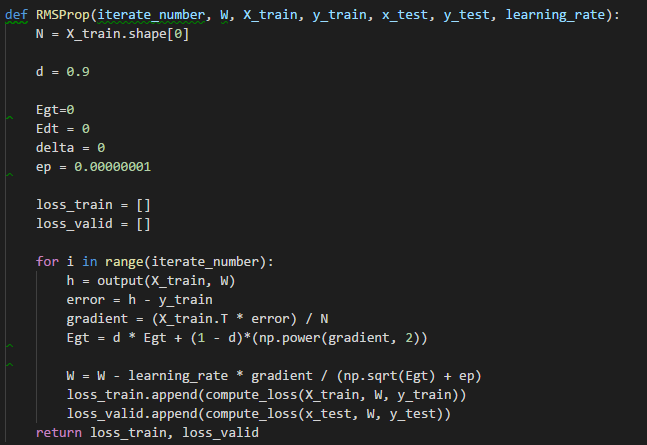 def RMSProp(iterate_number, W, X_train, y_train, x_test, y_test, learning_rate):
    N = X_train.shape[0]
    d = 0.9
    Egt=0
    Edt = 0
    delta = 0
    ep = 0.00000001
    loss_train = []
    loss_valid = []
    for i in range(iterate_number):
        h = output(X_train, W)
        error = h - y_train
        gradient = (X_train.T * error) / N
        Egt = d * Egt + (1 - d)*(np.power(gradient, 2))
        W = W - learning_rate * gradient / (np.sqrt(Egt) + ep)
        loss_train.append(compute_loss(X_train, W, y_train))
        loss_valid.append(compute_loss(x_test, W, y_test))
    return loss_train, loss_valid